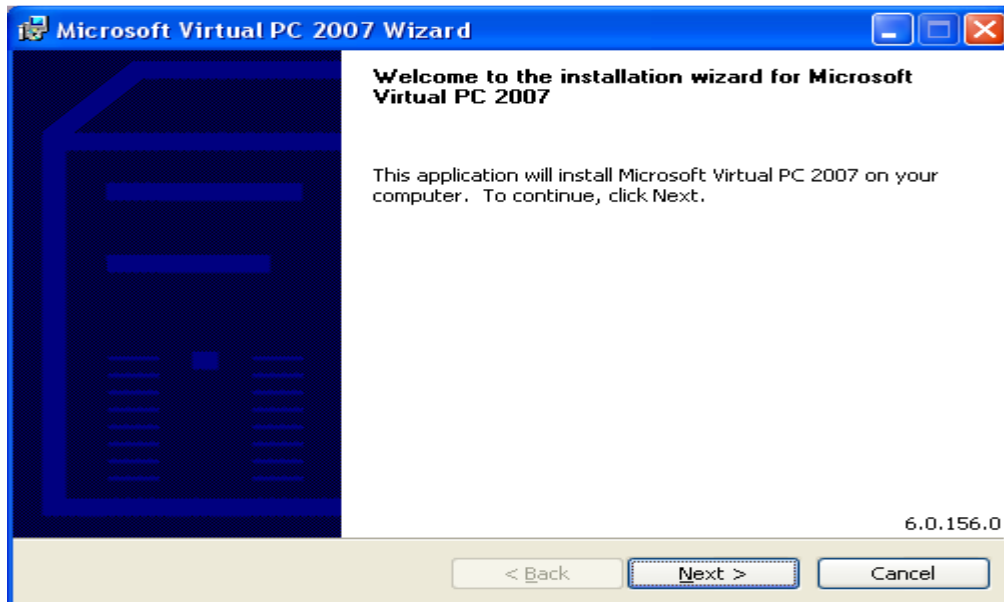 Microsoft Virtual PC 2007 Wizard
Welcome to the installation wizard for Microsoft
Virtual PC 2007
This application will install Microsoft Virtual PC 2007 on your
computer. To continue, click Next.
6.0.156.0
< Back
Next >
Cancel